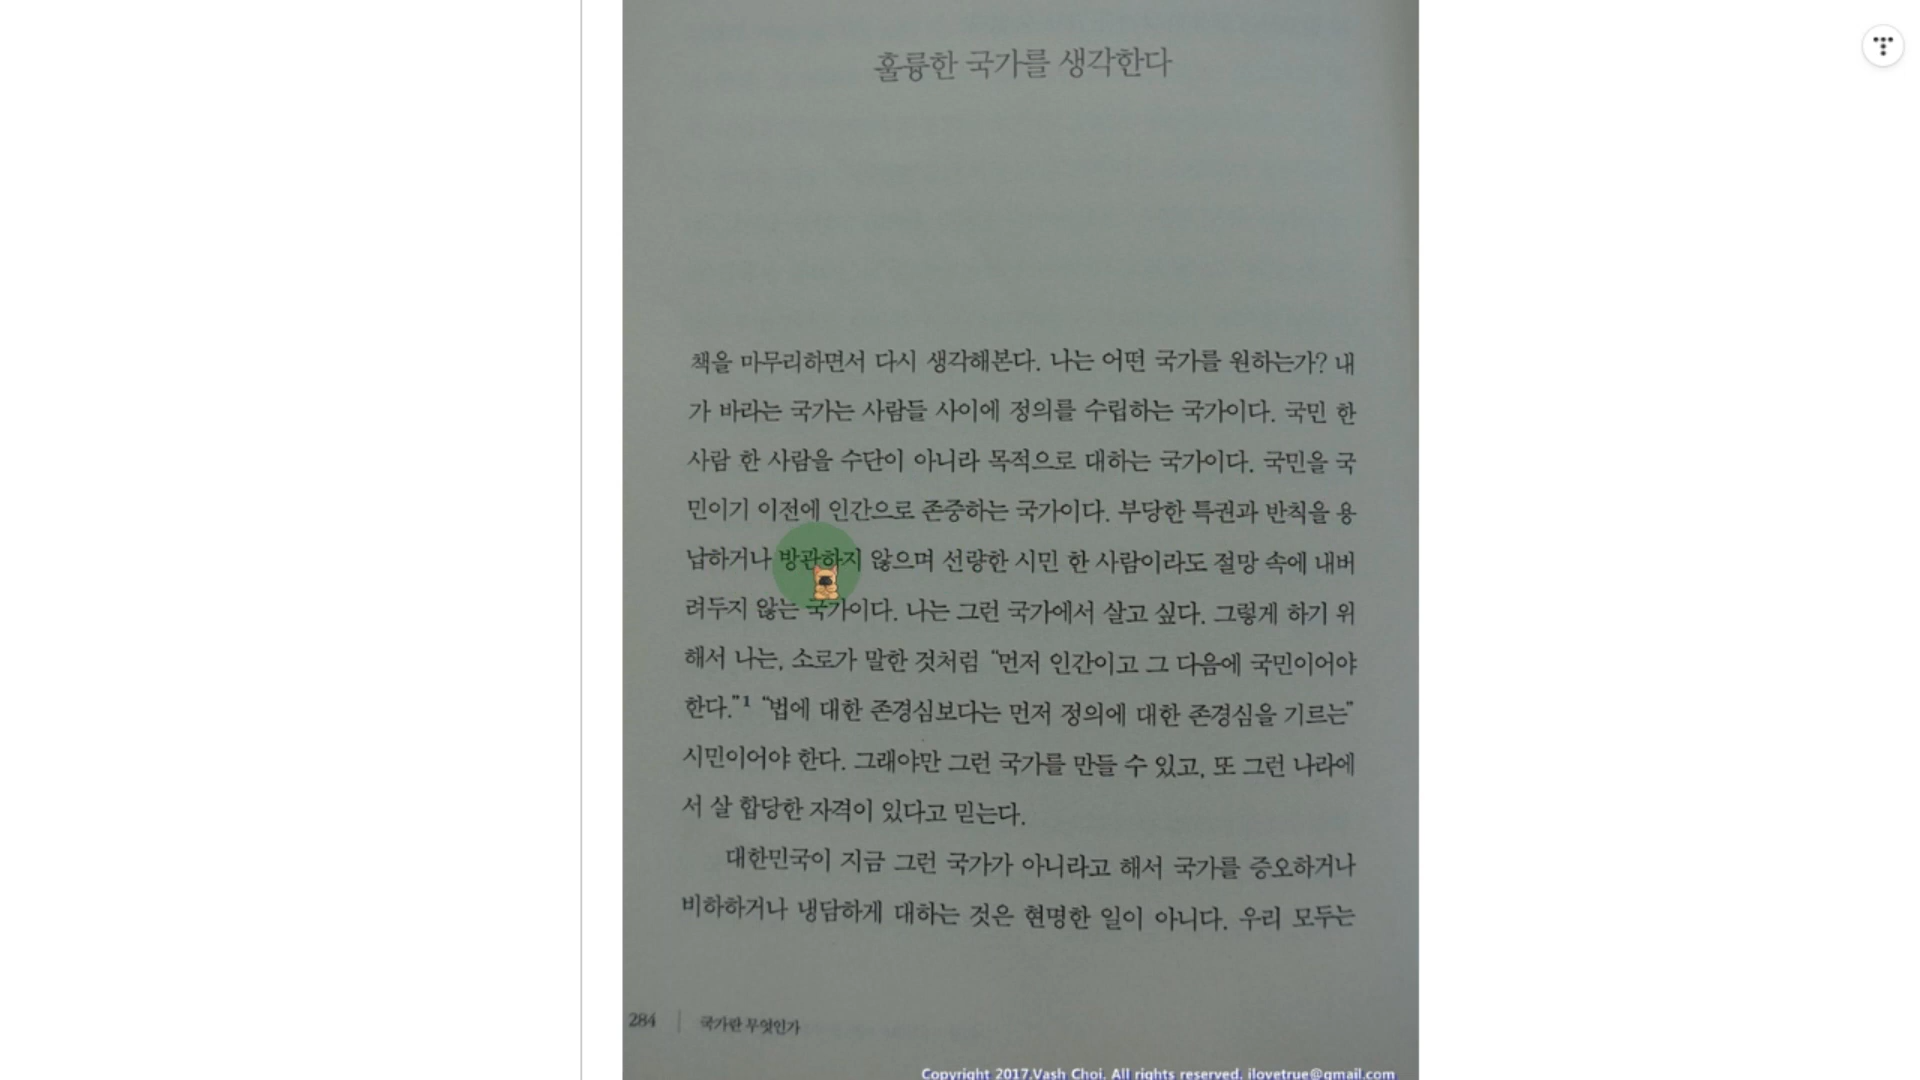 훌륭한 국가를 생각한다
책을 마무리하면서 다시 생각해본다. 나는 어떤 국가를 원하는가? 내
가 바라는 국가는 사람들 사이에 정의를 수립하는 국가이다. 국민 한
사람 한 사람을 수단이 아니라 목적으로 대하는 국가이다. 국민을 국
민이기 이전에 인간으로 존중하는 국가이다. 부당한 특권과 반칙을 용
납하거나 방관하지 않으며 선량한 시민 한 사람이라도 절망 속에 내버
려두지 않는 국가이다. 나는 그런 국가에서 살고 싶다. 그렇게 하기 위
해서 나는, 소로가 말한 것처럼 “먼저 인간이고 그 다음에 국민이어야
한다.”1 “법에 대한 존경심보다는 먼저 정의에 대한 존경심을 기르는”
시민이어야 한다. 그래야만 그런 국가를 만들 수 있고, 또 그런 나라에
서 살 합당한 자격이 있다고 믿는다.
대한민국이 지금 그런 국가가 아니라고 해서 국가를 증오하거나
비하하거나 냉담하게 대하는 것은 현명한 일이 아니다. 우리 모두는
284 | 국가란 무엇인가
Copyright 2017.Vash Choi. All rights reserved. ilovetrue@gmail.com